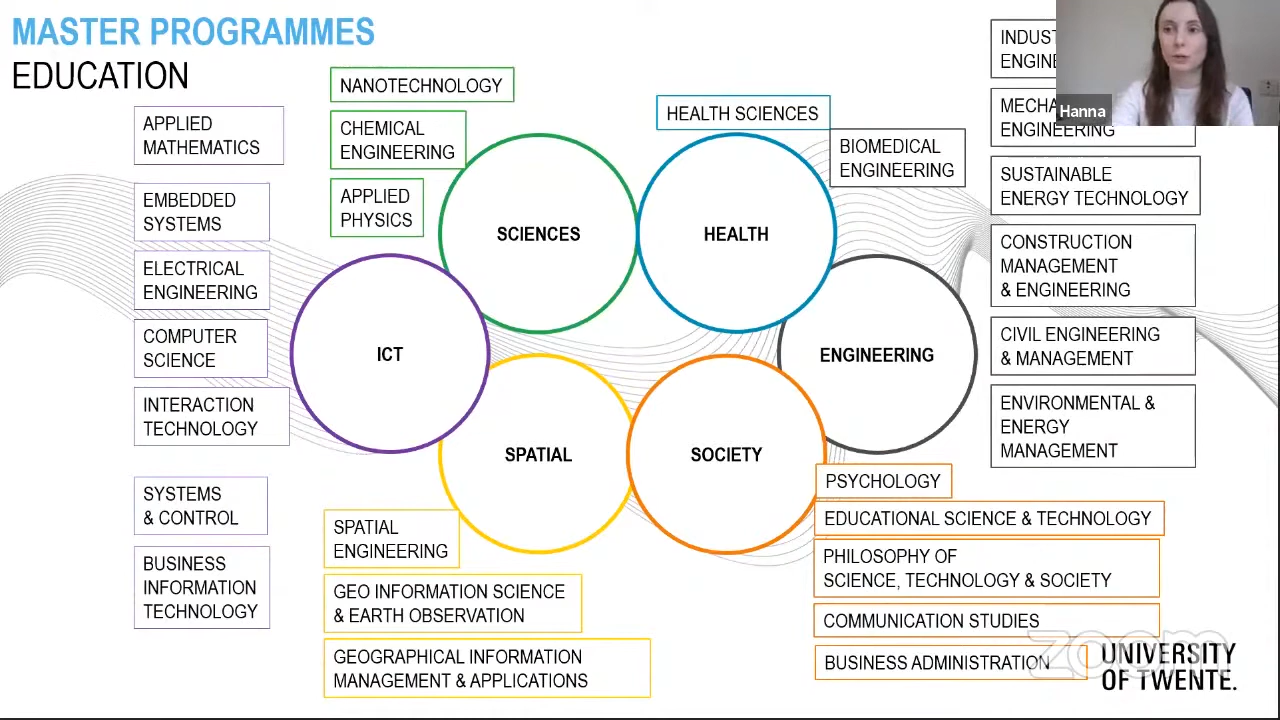 MASTER PROGRAMMES
EDUCATION
APPLIED
MATHEMATICS
EMBEDDED
SYSTEMS
ELECTRICAL
ENGINEERING
COMPUTER
SCIENCE
INTERACTION
TECHNOLOGY
SYSTEMS
& CONTROL
BUSINESS
INFORMATION
TECHNOLOGY
NANOTECHNOLOGY
CHEMICAL
ENGINEERING
APPLIED
PHYSICS
SCIENCES
HEALTH SCIENCES
HEALTH
BIOMEDICAL
ENGINEERING
ICT
ENGINEERING
SPATIAL
SOCIETY
SPATIAL
ENGINEERING
GEO INFORMATION SCIENCE
& EARTH OBSERVATION
GEOGRAPHICAL INFORMATION
MANAGEMENT & APPLICATIONS
PSYCHOLOGY
EDUCATIONAL SCIENCE & TECHNOLOGY
PHILOSOPHY OF
SCIENCE, TECHNOLOGY & SOCIETY
COMMUNICATION STUDIES
BUSINESS ADMINISTRATION
Hanna
ENGINEERING
SUSTAINABLE
ENERGY TECHNOLOGY
CONSTRUCTION
MANAGEMENT
& ENGINEERING
CIVIL ENGINEERING
& MANAGEMENT
ENVIRONMENTAL &
ENERGY
MANAGEMENT
zoom
UNIVERSITY
OF TWENTE.